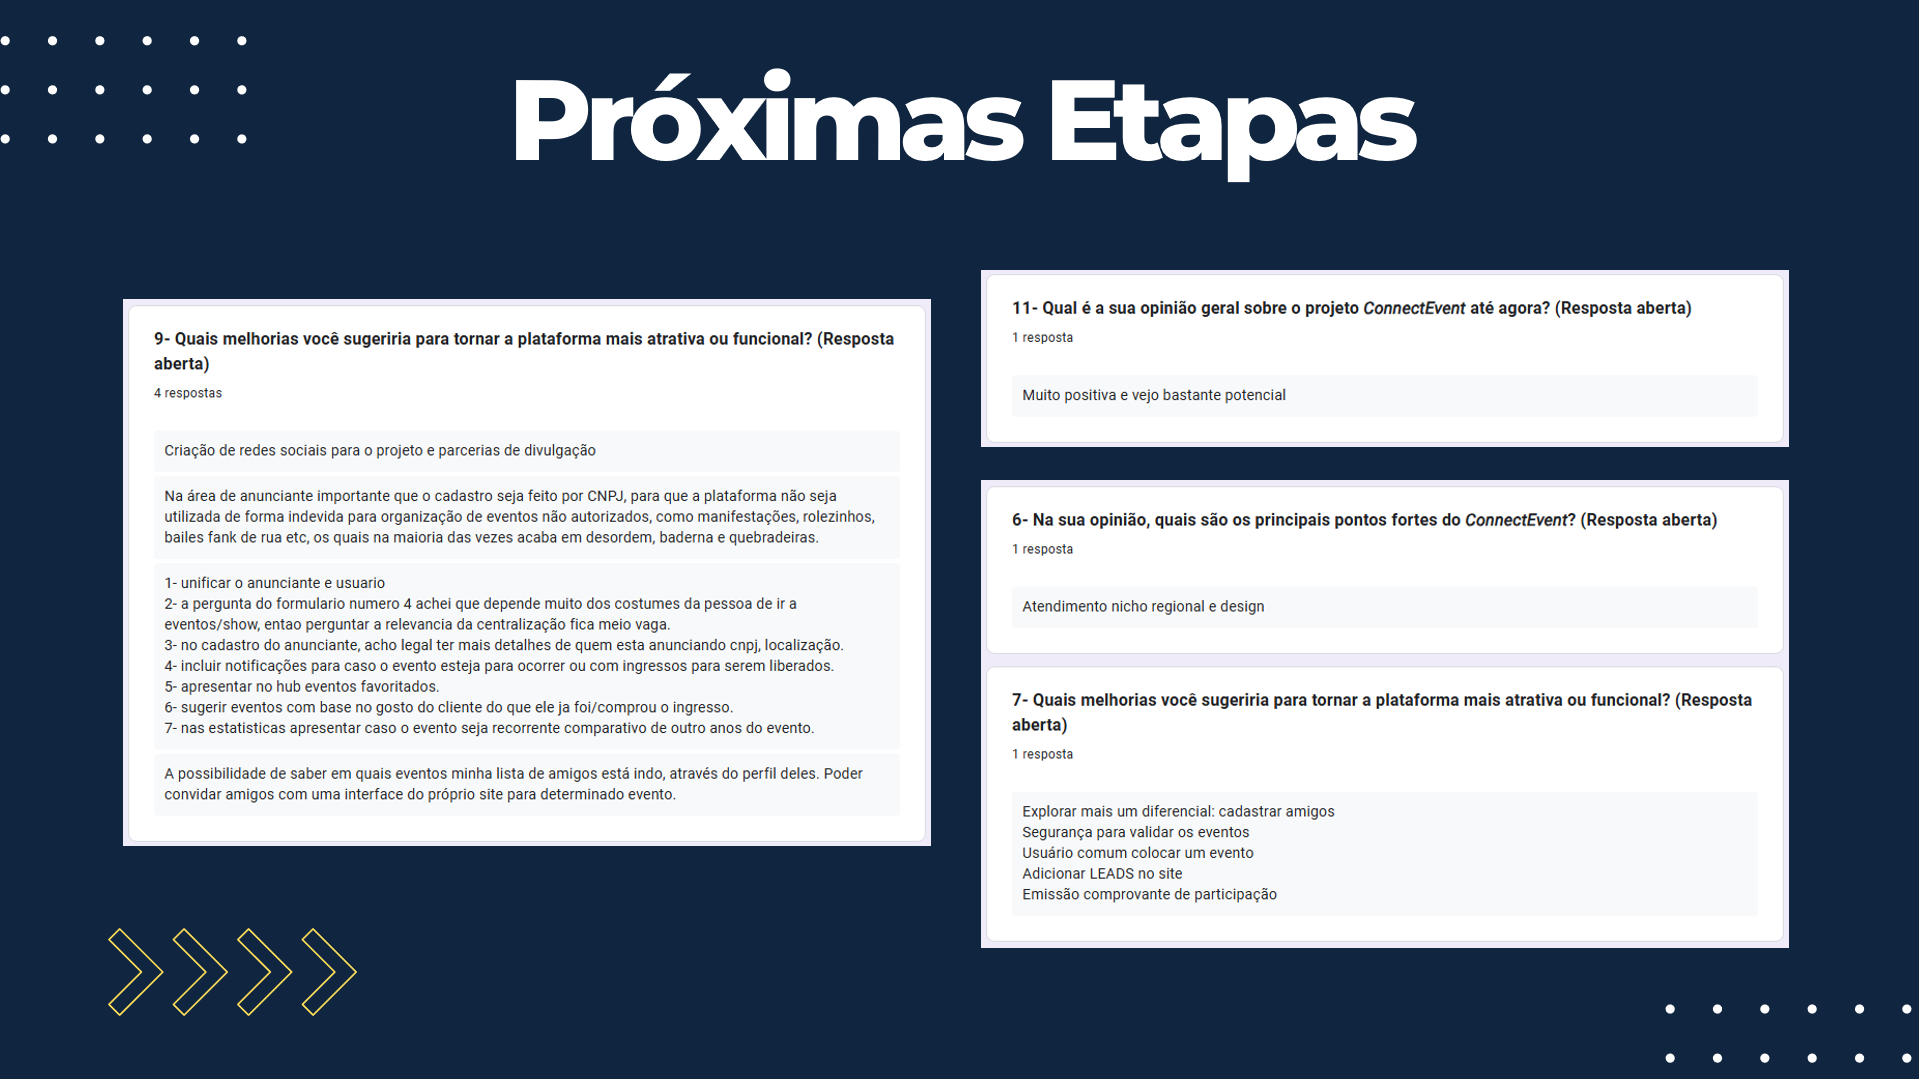 Próximas Etapas
9- Quais melhorias você sugeriria para tornar a plataforma mais atrativa ou funcional? (Resposta
aberta)
4 respostas
Criação de redes sociais para o projeto e parcerias de divulgação
Na área de anunciante importante que o cadastro seja feito por CNPJ, para que a plataforma não seja
utilizada de forma indevida para organização de eventos não autorizados, como manifestações, rolezinhos,
bailes fank de rua etc, os quais na maioria das vezes acaba em desordem, baderna e quebradeiras.
1- unificar o anunciante e usuario
2- a pergunta do formulario numero 4 achei que depende muito dos costumes da pessoa de ir a
eventos/show, entao perguntar a relevancia da centralização fica meio vaga.
3- no cadastro do anunciante, acho legal ter mais detalhes de quem esta anunciando cnpj, localização.
4- incluir notificações para caso o evento esteja para ocorrer ou com ingressos para serem liberados.
5- apresentar no hub eventos favoritados.
6- sugerir eventos com base no gosto do cliente do que ele ja foi/comprou o ingresso.
7- nas estatisticas apresentar caso o evento seja recorrente comparativo de outro anos do evento.
A possibilidade de saber em quais eventos minha lista de amigos está indo, através do perfil deles. Poder
convidar amigos com uma interface do próprio site para determinado evento.
11- Qual é a sua opinião geral sobre o projeto ConnectEvent até agora? (Resposta aberta)
1 resposta
Muito positiva e vejo bastante potencial
6- Na sua opinião, quais são os principais pontos fortes do ConnectEvent? (Resposta aberta)
1 resposta
Atendimento nicho regional e design
7- Quais melhorias você sugeriria para tornar a plataforma mais atrativa ou funcional? (Resposta
aberta)
1 resposta
Explorar mais um diferencial: cadastrar amigos
Segurança para validar os eventos
Usuário comum colocar um evento
Adicionar LEADS no site
Emissão comprovante de participação